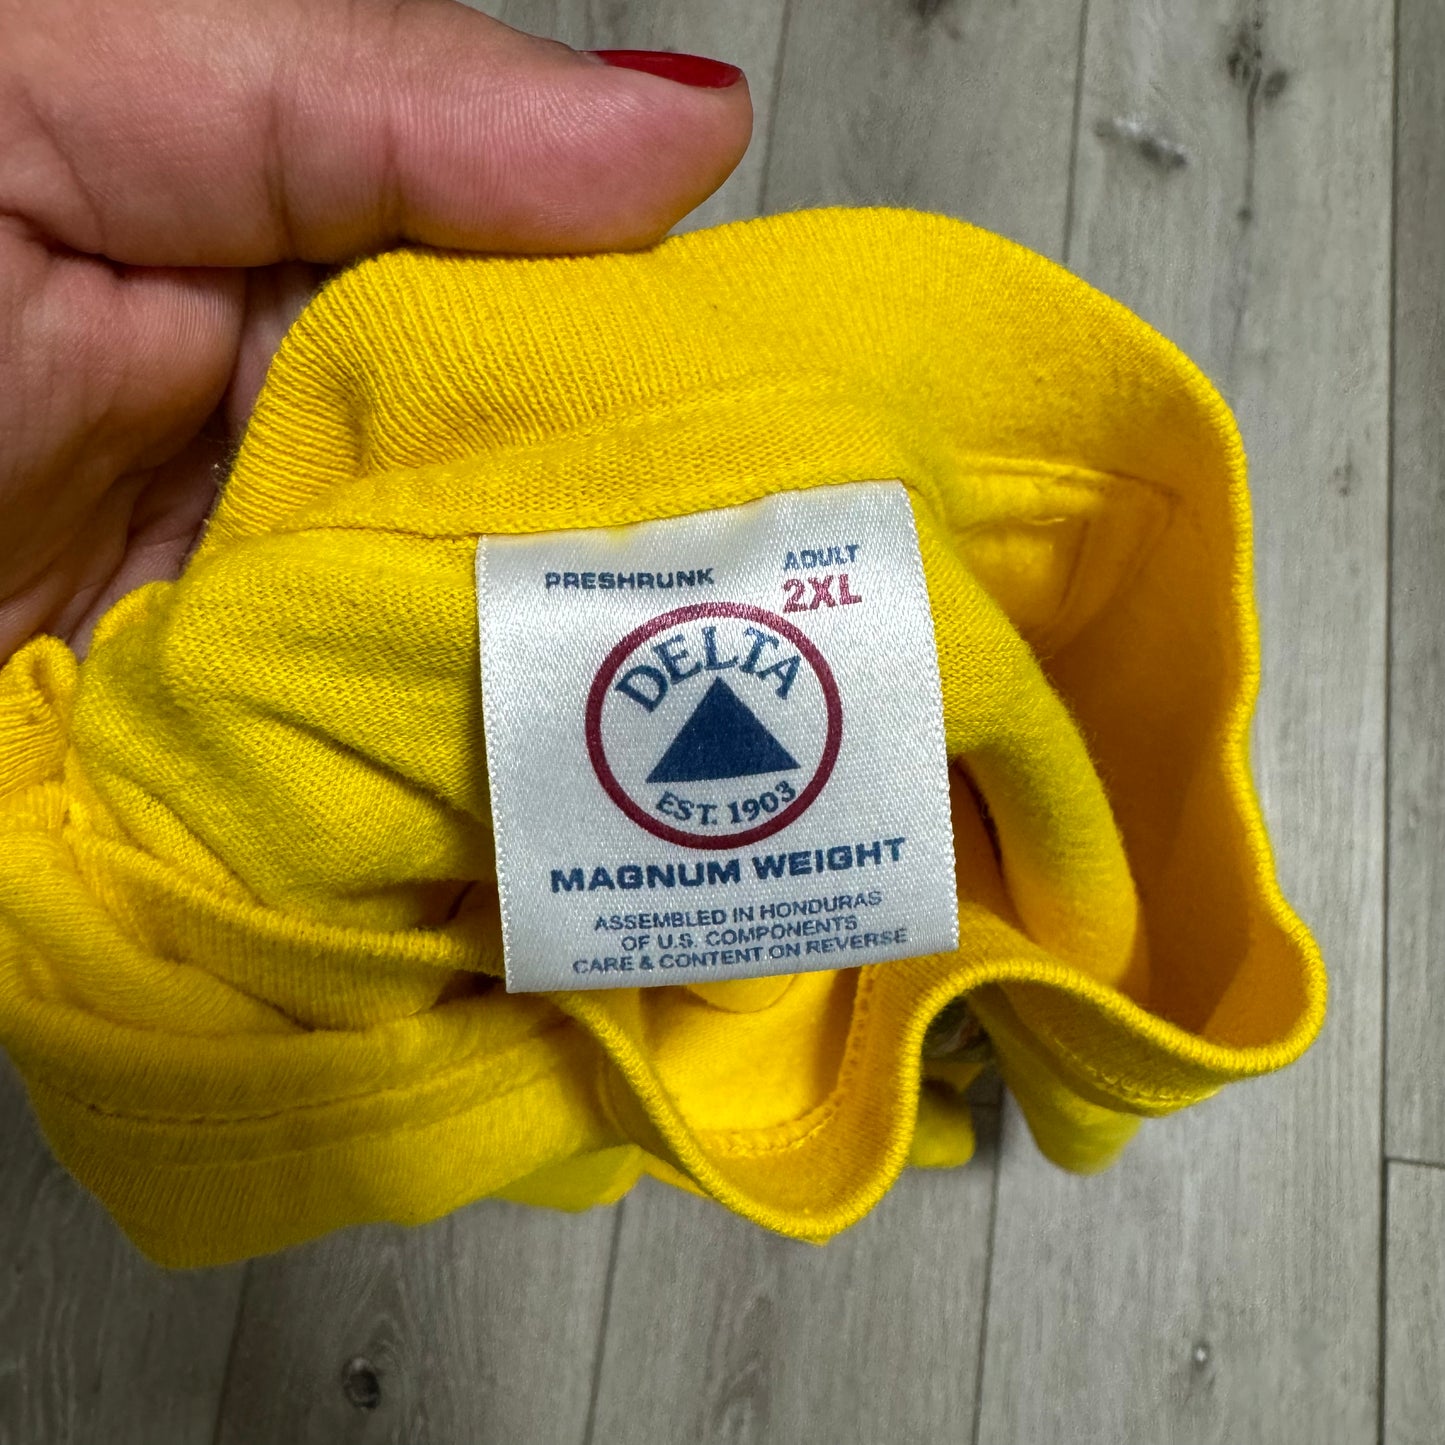 PRESHRUNK
ADULT
2XL
DELTA
EST. 1903
MAGNUM WEIGHT
ASSEMBLED IN HONDURAS
OF U.S. COMPONENTS
CARE & CONTENT ON REVERSE